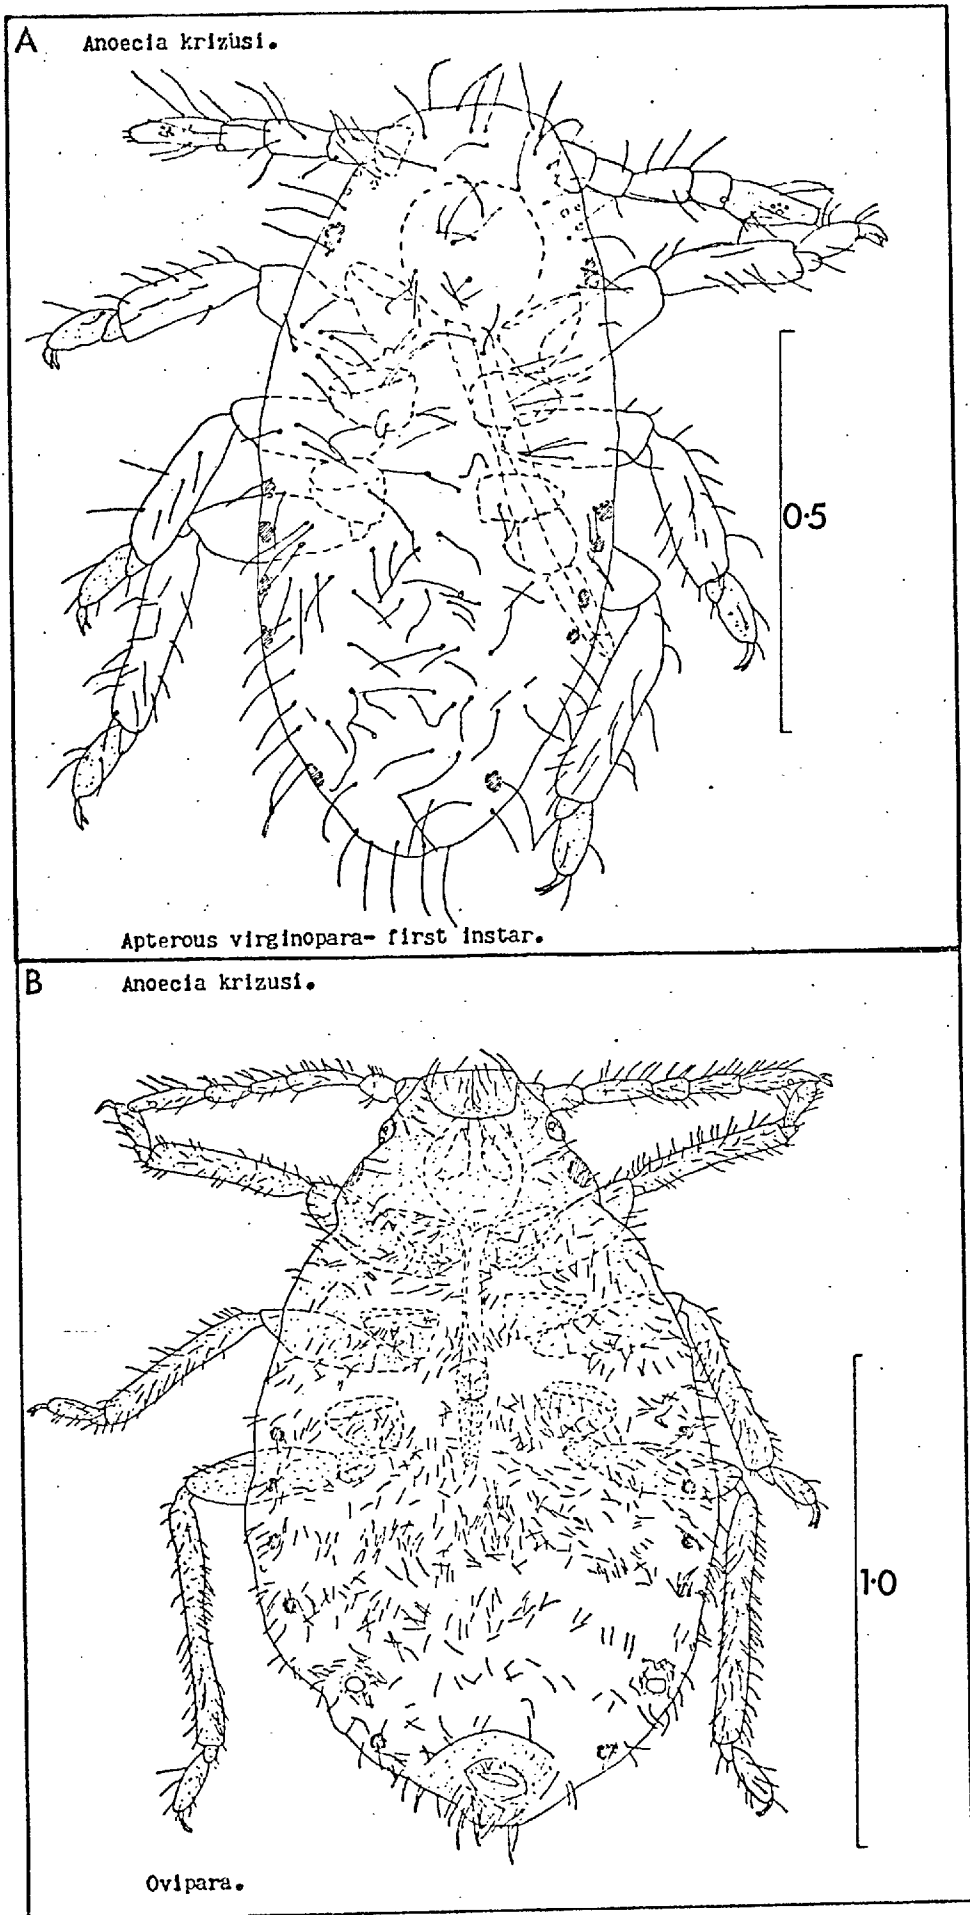 A Anoecia krizusi.
0·5
Apterous virginopara- first instar.
B Anoecia krizusi.
1·0
Ovipara.